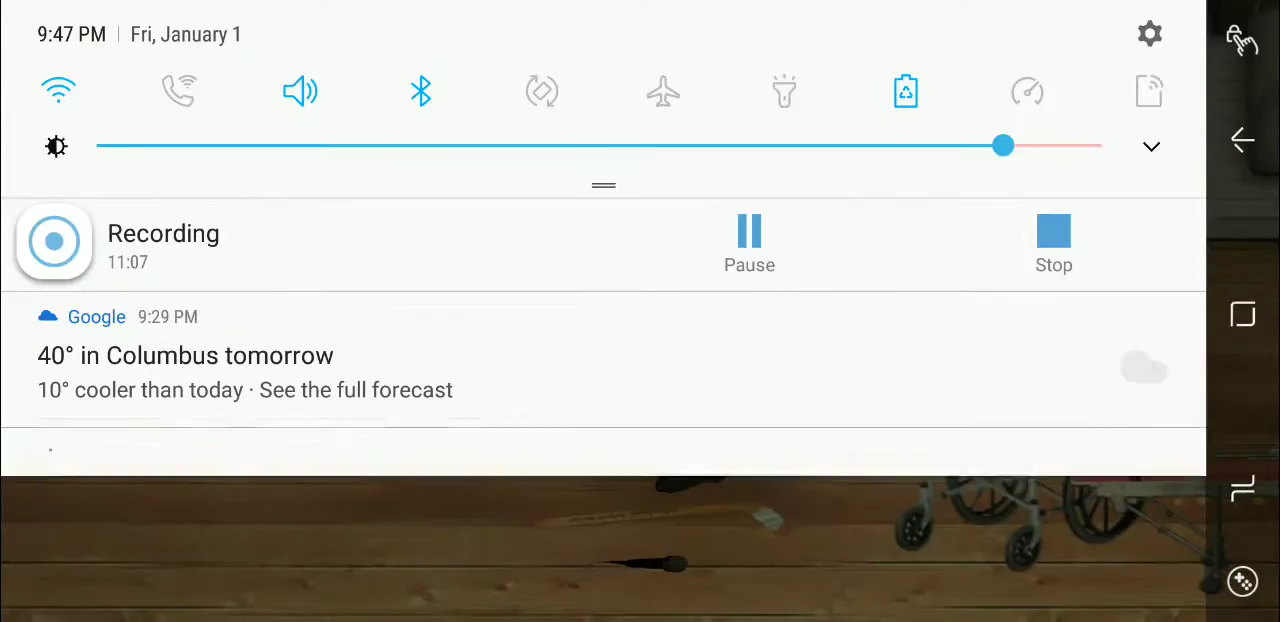 9:47 PM | Fri, January 1
Recording
11:07
Pause
Stop
Google 9:29 PM
40° in Columbus tomorrow
10° cooler than today · See the full forecast